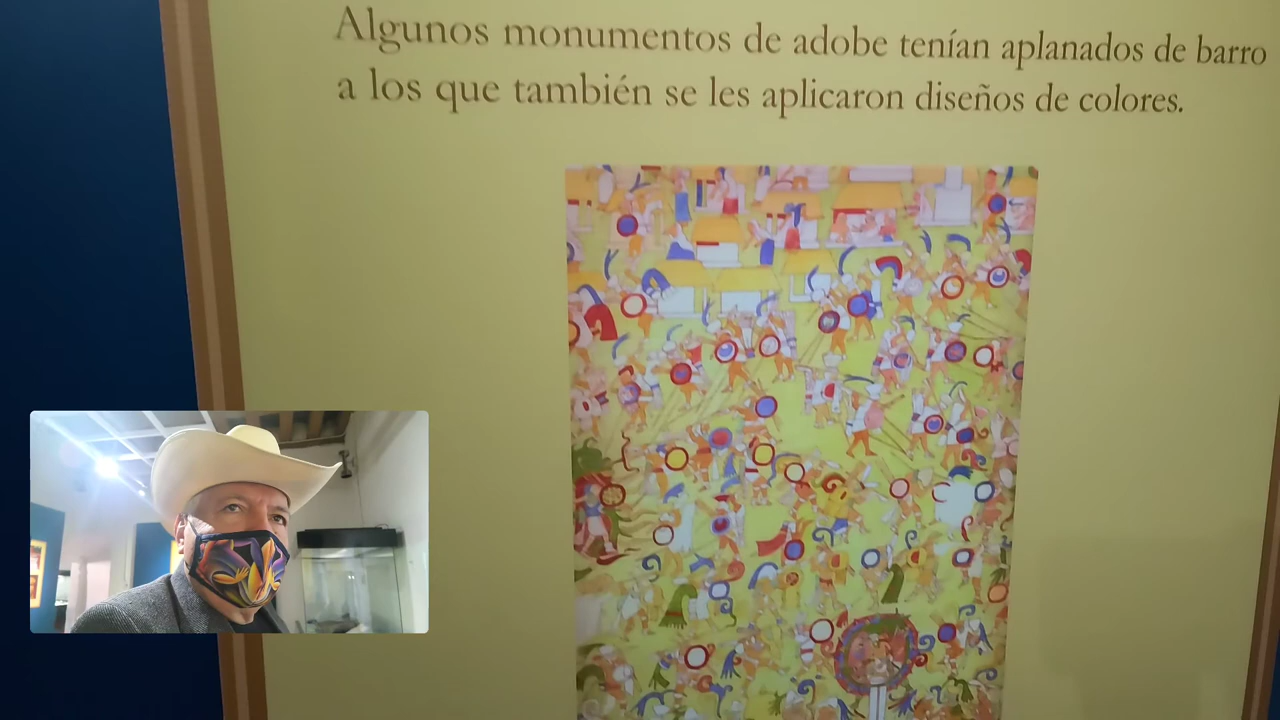 Algunos monumentos de adobe tenían aplanados de barro
a los que también se les aplicaron diseños de colores.